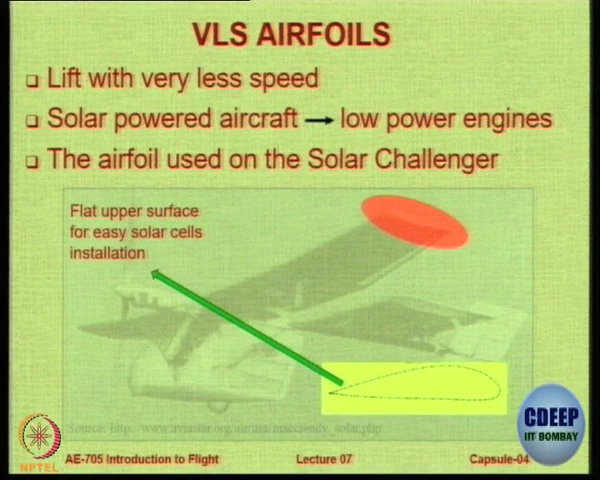 VLS AIRFOILS
Lift with very less speed
Solar powered aircraft → low power engines
The airfoil used on the Solar Challenger
Flat upper surface
for easy solar cells
installation
Source: http://www.aviastar.org/air/usa/maccready_solar.php
CDEEP
IIT BOMBAY
NPTEL
AE-705 Introduction to Flight Lecture 07 Capsule-04